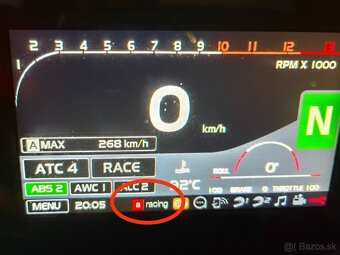 2 3 4 5 6 7 8 9 10 11 12 13
1
RPM X 1000
0 km/h
N
A MAX 268 km/h
ATC 4 RACE
ABS 2 AWC 1 ALC 2 °C
ROLL 0°
BRAKE 0 THROTTLE 100
MENU 20:05 racing
Bazos.sk